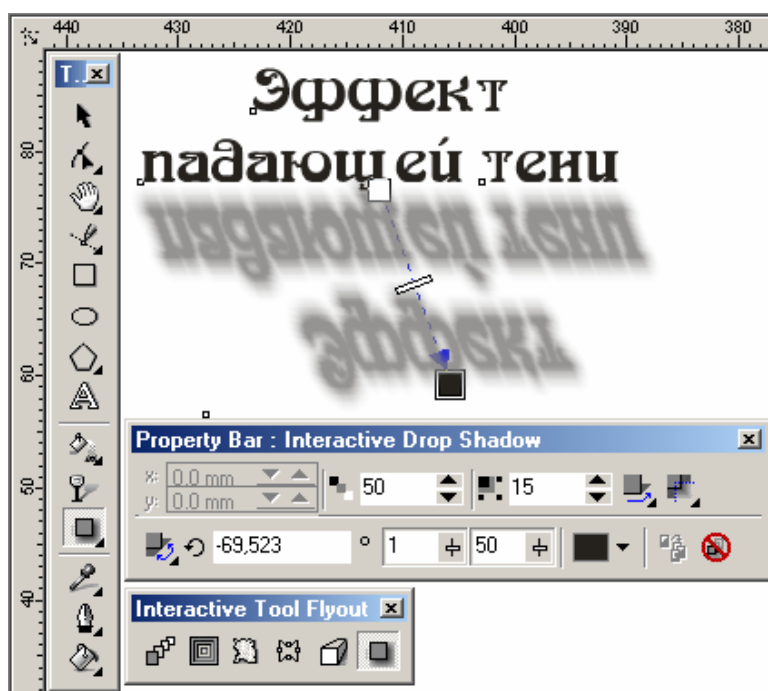 440 430 420 410 400 390 380
T..
Эффект
падающей тени
80
70
60
50
40
Property Bar : Interactive Drop Shadow
x: 0.0 mm
y: 0.0 mm
50
15
-69,523 °
1
50
Interactive Tool Flyout